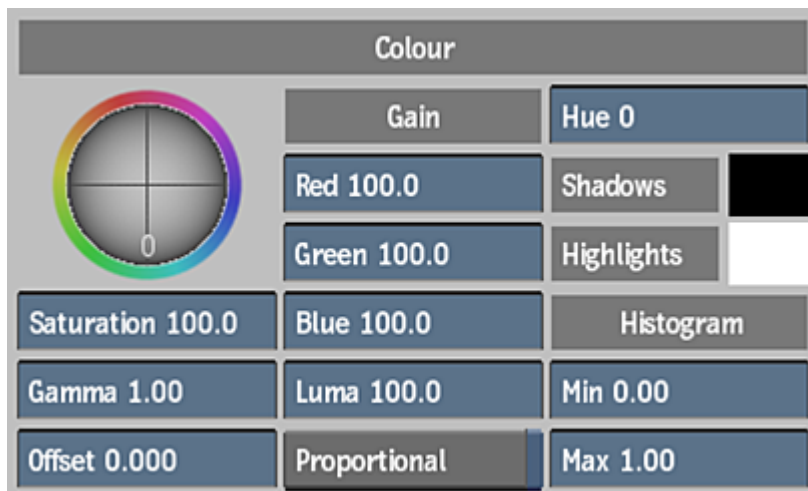 Colour
Gain Hue 0
Red 100.0 Shadows
0 Green 100.0 Highlights
Saturation 100.0 Blue 100.0 Histogram
Gamma 1.00 Luma 100.0 Min 0.00
Offset 0.000 Proportional Max 1.00